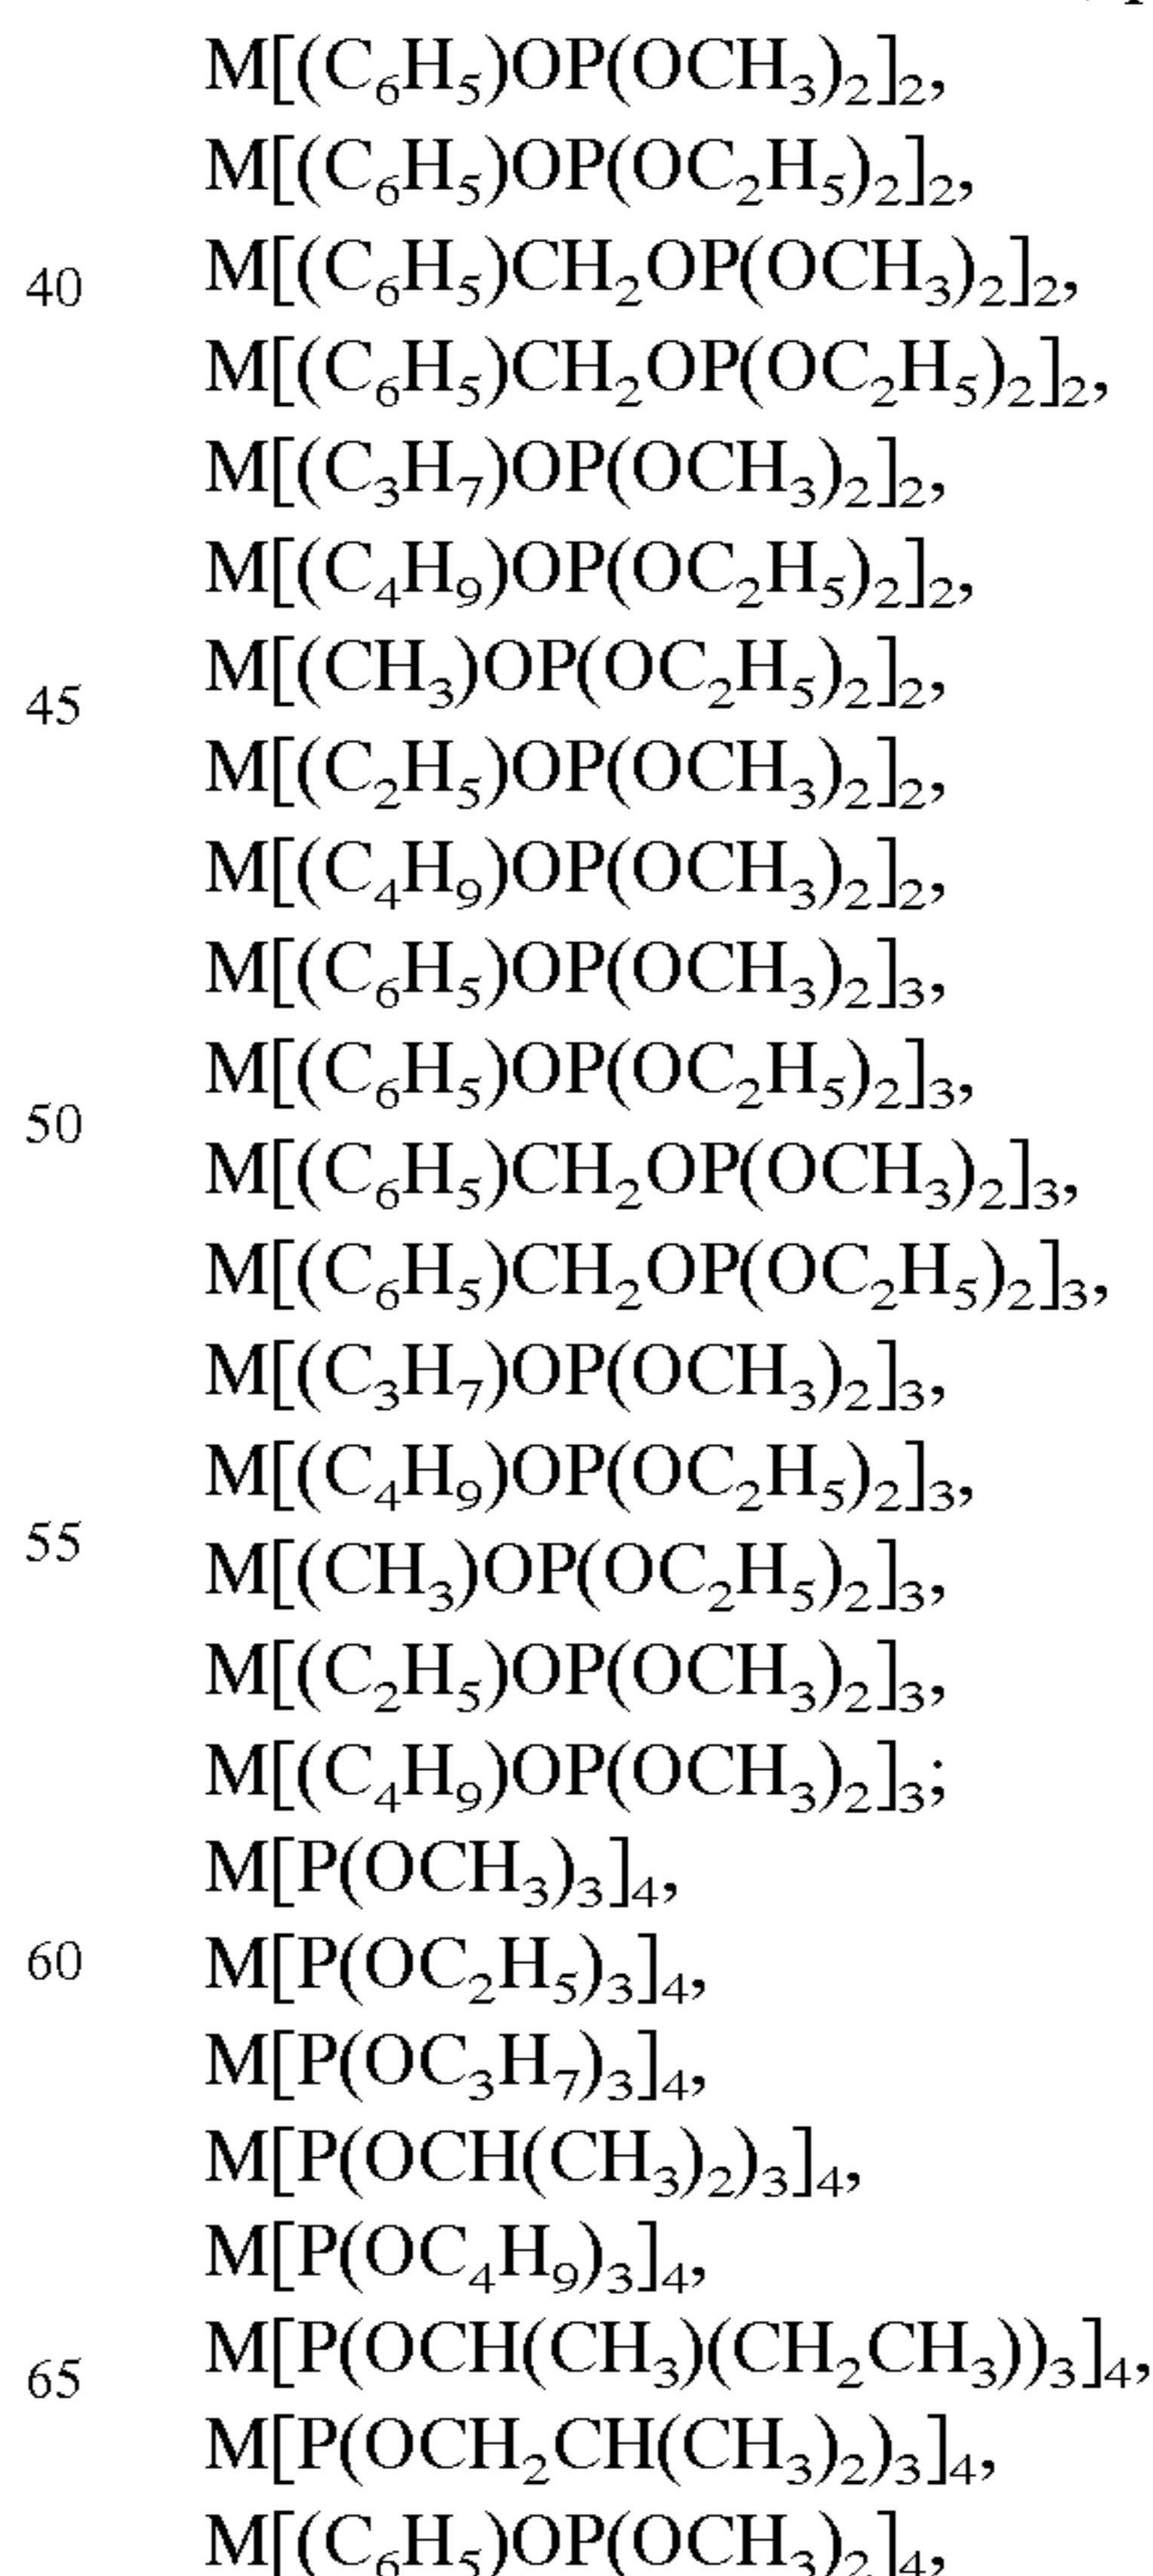 M[(C₆H₅)OP(OCH₃)₂]₂,
M[(C₆H₅)OP(OC₂H₅)₂]₂,
40 M[(C₆H₅)CH₂OP(OCH₃)₂]₂,
M[(C₆H₅)CH₂OP(OC₂H₅)₂]₂,
M[(C₃H₇)OP(OCH₃)₂]₂,
M[(C₄H₉)OP(OC₂H₅)₂]₂,
45 M[(CH₃)OP(OC₂H₅)₂]₂,
M[(C₂H₅)OP(OCH₃)₂]₂,
M[(C₄H₉)OP(OCH₃)₂]₂,
M[(C₆H₅)OP(OCH₃)₂]₃,
50 M[(C₆H₅)OP(OC₂H₅)₂]₃,
M[(C₆H₅)CH₂OP(OCH₃)₂]₃,
M[(C₆H₅)CH₂OP(OC₂H₅)₂]₃,
M[(C₃H₇)OP(OCH₃)₂]₃,
M[(C₄H₉)OP(OC₂H₅)₂]₃,
55 M[(CH₃)OP(OC₂H₅)₂]₃,
M[(C₂H₅)OP(OCH₃)₂]₃,
M[(C₄H₉)OP(OCH₃)₂]₃;
M[P(OCH₃)₃]₄,
60 M[P(OC₂H₅)₃]₄,
M[P(OC₃H₇)₃]₄,
M[P(OCH(CH₃)₂)₃]₄,
M[P(OC₄H₉)₃]₄,
65 M[P(OCH(CH₃)(CH₂CH₃))₃]₄,
M[P(OCH₂CH(CH₃)₂)₃]₄,
M[(C₆H₅)OP(OCH₃)₂]₄,